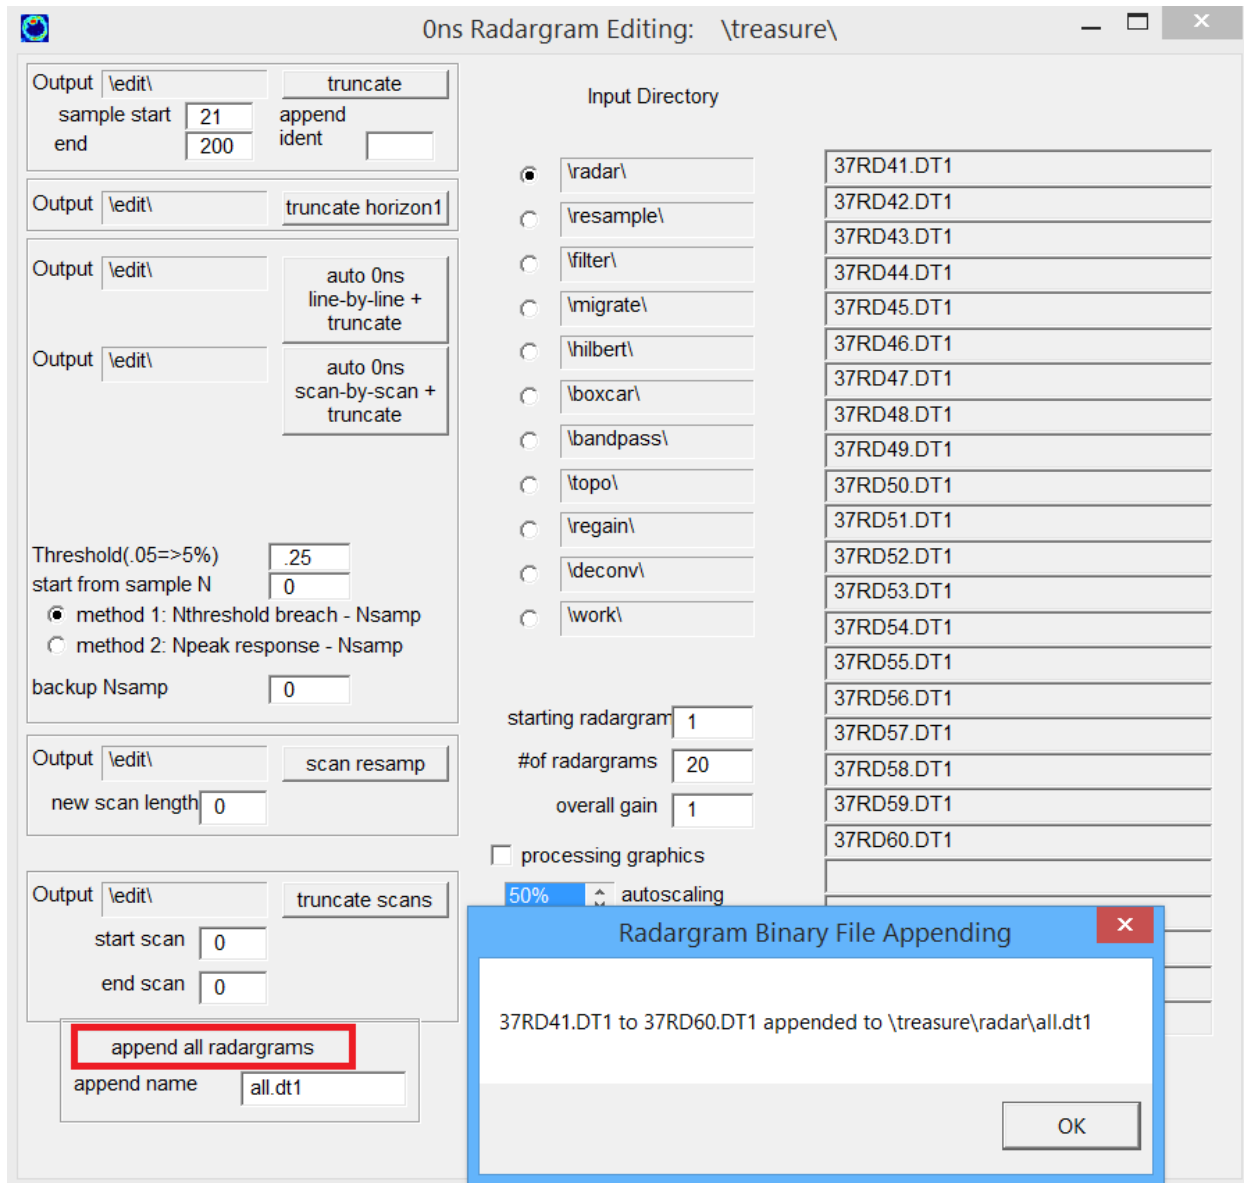 0ns Radargram Editing: \treasure\
Output \edit\ truncate
sample start 21 append
end 200 ident
Output \edit\ truncate horizon1
Output \edit\ auto 0ns
line-by-line +
truncate
Output \edit\ auto 0ns
scan-by-scan +
truncate
Threshold(.05=>5%) .25
start from sample N 0
method 1: Nthreshold breach - Nsamp
method 2: Npeak response - Nsamp
backup Nsamp 0
Output \edit\ scan resamp
new scan length 0
Output \edit\ truncate scans
start scan 0
end scan 0
append all radargrams
append name all.dt1
Input Directory
\radar\
\resample\
\filter\
\migrate\
\hilbert\
\boxcar\
\bandpass\
\topo\
\regain\
\deconv\
\work\
starting radargram 1
#of radargrams 20
overall gain 1
processing graphics
50% autoscaling
37RD41.DT1
37RD42.DT1
37RD43.DT1
37RD44.DT1
37RD45.DT1
37RD46.DT1
37RD47.DT1
37RD48.DT1
37RD49.DT1
37RD50.DT1
37RD51.DT1
37RD52.DT1
37RD53.DT1
37RD54.DT1
37RD55.DT1
37RD56.DT1
37RD57.DT1
37RD58.DT1
37RD59.DT1
37RD60.DT1
Radargram Binary File Appending
37RD41.DT1 to 37RD60.DT1 appended to \treasure\radar\all.dt1
OK